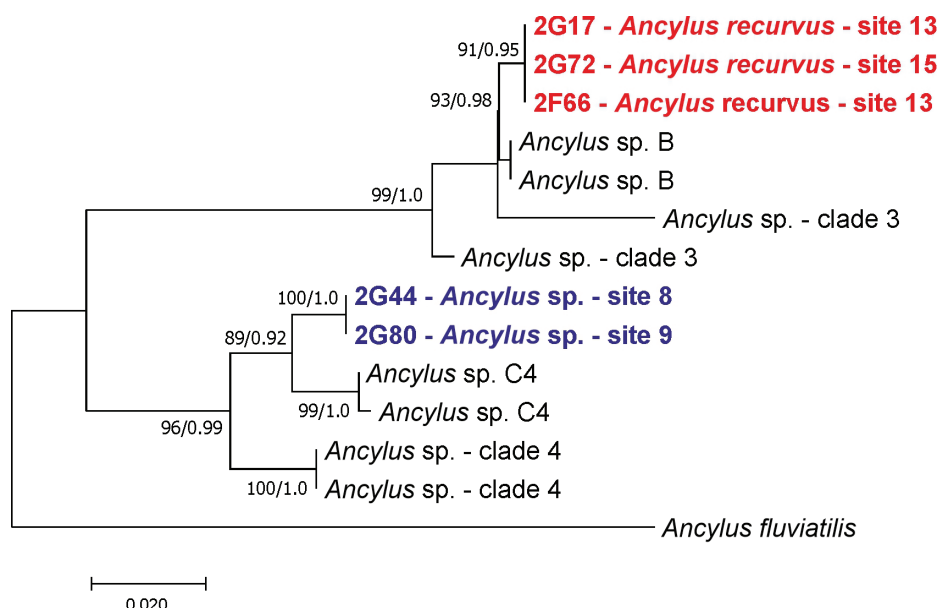 2G17 - Ancylus recurvus - site 13
91/0.95
2G72 - Ancylus recurvus - site 15
93/0.98
2F66 - Ancylus recurvus - site 13
Ancylus sp. B
Ancylus sp. B
99/1.0
Ancylus sp. - clade 3
Ancylus sp. - clade 3
100/1.0
2G44 - Ancylus sp. - site 8
89/0.92
2G80 - Ancylus sp. - site 9
Ancylus sp. C4
99/1.0
Ancylus sp. C4
96/0.99
Ancylus sp. - clade 4
100/1.0
Ancylus sp. - clade 4
Ancylus fluviatilis
0.020